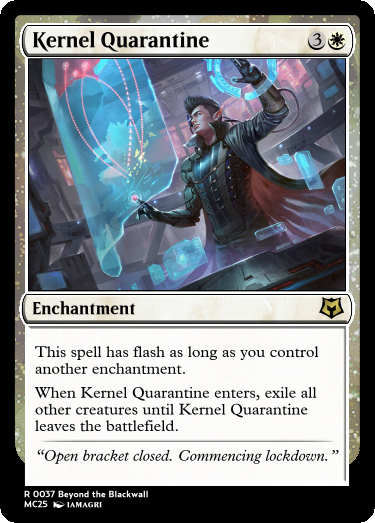 Kernel Quarantine 3
Enchantment
This spell has flash as long as you control
another enchantment.
When Kernel Quarantine enters, exile all
other creatures until Kernel Quarantine
leaves the battlefield.
“Open bracket closed. Commencing lockdown.”
R 0037 Beyond the Blackwall
MC25 IAMAGRI